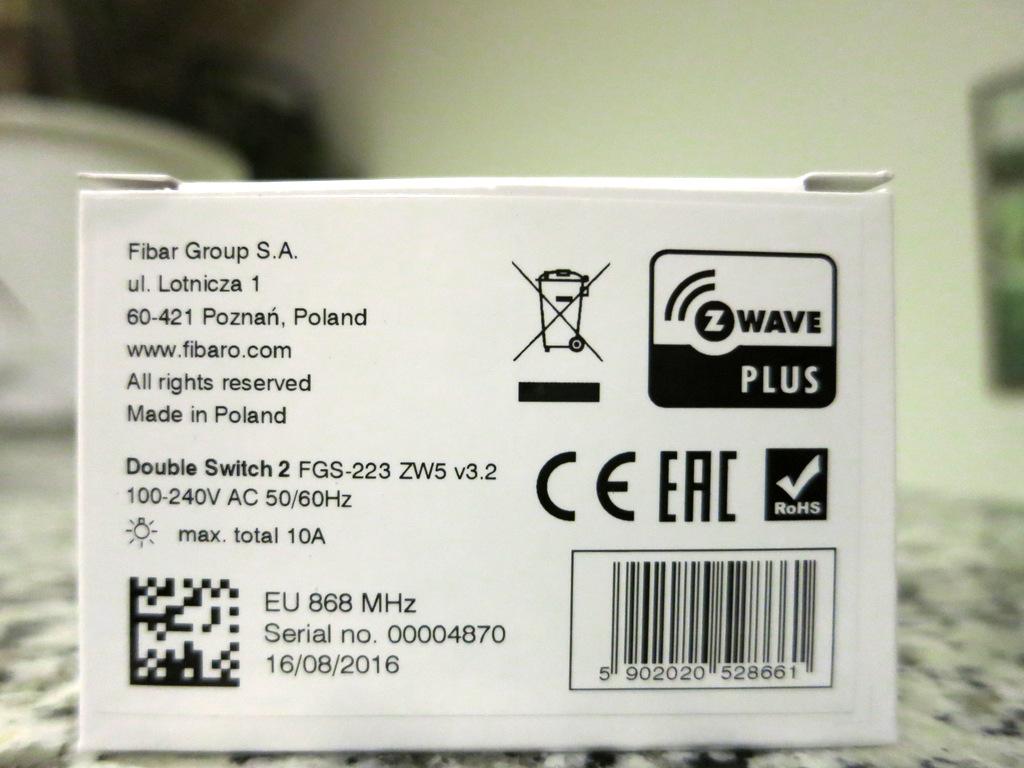 Fibar Group S.A.
ul. Lotnicza 1
60-421 Poznań, Poland
www.fibaro.com
All rights reserved
Made in Poland
Z WAVE
PLUS
Double Switch 2 FGS-223 ZW5 v3.2
100-240V AC 50/60Hz
max. total 10A
CE EAC RoHS
EU 868 MHz
Serial no. 00004870
16/08/2016
5 902020 528661